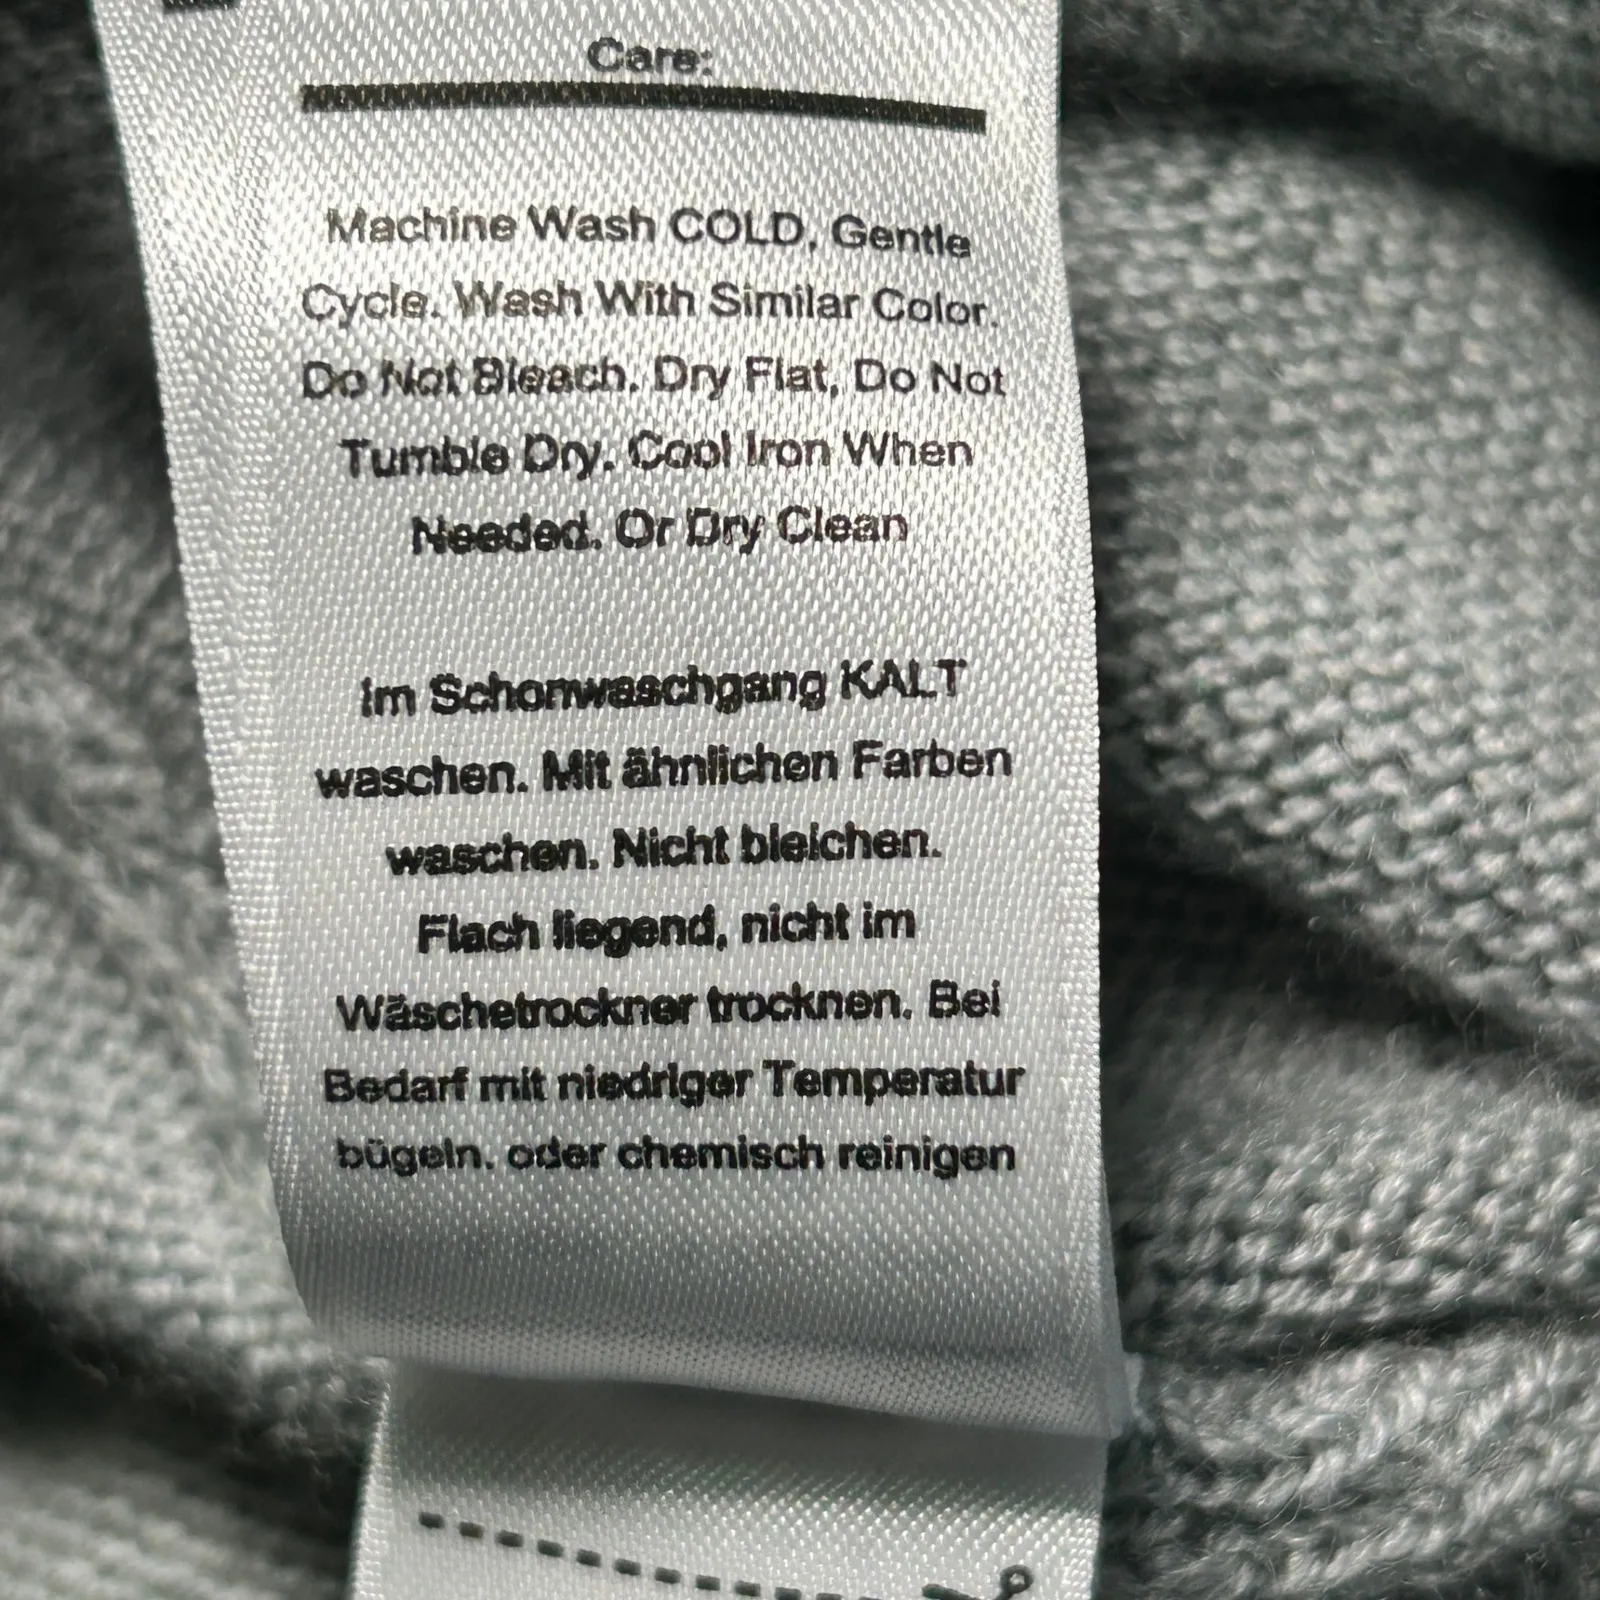 Care:
Machine Wash COLD, Gentle
Cycle. Wash With Similar Color.
Do Not Bleach. Dry Flat, Do Not
Tumble Dry. Cool Iron When
Needed. Or Dry Clean
Im Schonwaschgang KALT
waschen. Mit ähnlichen Farben
waschen. Nicht bleichen.
Flach liegend, nicht im
Wäschetrockner trocknen. Bei
Bedarf mit niedriger Temperatur
bügeln. oder chemisch reinigen